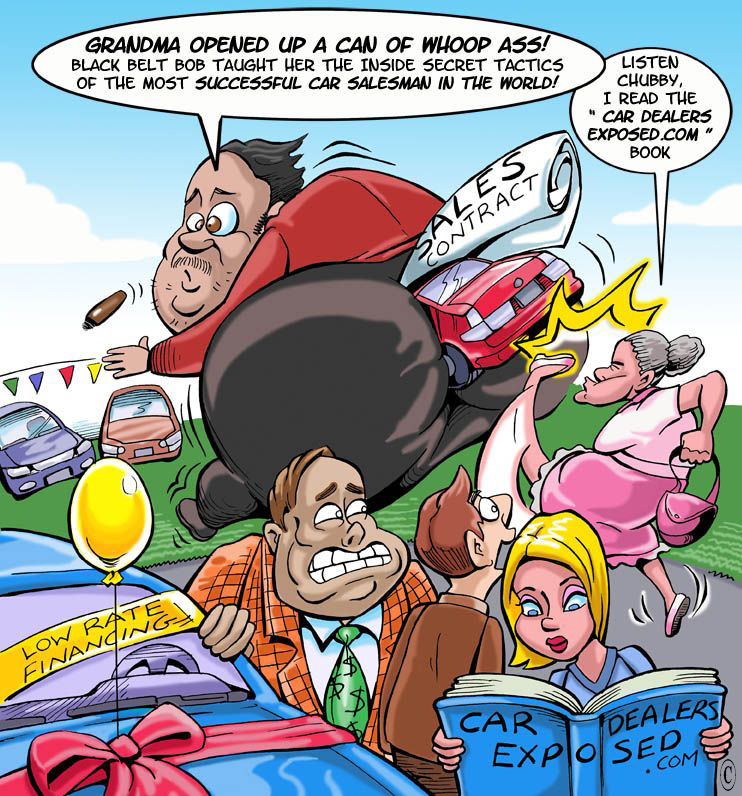 GRANDMA OPENED UP A CAN OF WHOOP ASS!
BLACK BELT BOB TAUGHT HER THE INSIDE SECRET TACTICS
OF THE MOST SUCCESSFUL CAR SALESMAN IN THE WORLD!
LISTEN
CHUBBY,
I READ THE
" CAR DEALERS
EXPOSED.COM "
BOOK
SALES
CONTRACT
LOW RATE
FINANCING
$
$
$
$
CAR DEALERS
EXPOSED
.COM
©